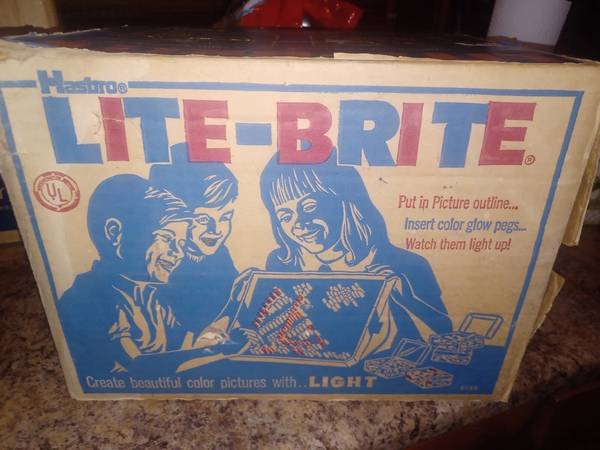 Hasbro®
LITE-BRITE®
UL
Put in Picture outline...
Insert color glow pegs...
Watch them light up!
Create beautiful color pictures with..LIGHT